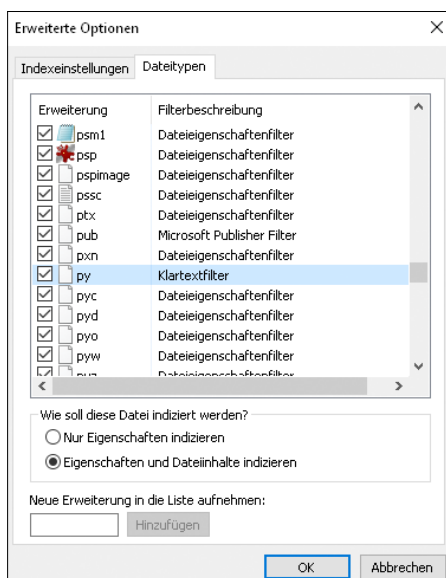 Erweiterte Optionen
Indexeinstellungen Dateitypen
Erweiterung Filterbeschreibung
psm1 Dateieigenschaftenfilter
psp Dateieigenschaftenfilter
pspimage Dateieigenschaftenfilter
pssc Dateieigenschaftenfilter
ptx Dateieigenschaftenfilter
pub Microsoft Publisher Filter
pxn Dateieigenschaftenfilter
py Klartextfilter
pyc Dateieigenschaftenfilter
pyd Dateieigenschaftenfilter
pyo Dateieigenschaftenfilter
pyw Dateieigenschaftenfilter
Dateieigenschaftenfilter
Wie soll diese Datei indiziert werden?
Nur Eigenschaften indizieren
Eigenschaften und Dateiinhalte indizieren
Neue Erweiterung in die Liste aufnehmen:
Hinzufügen
OK Abbrechen